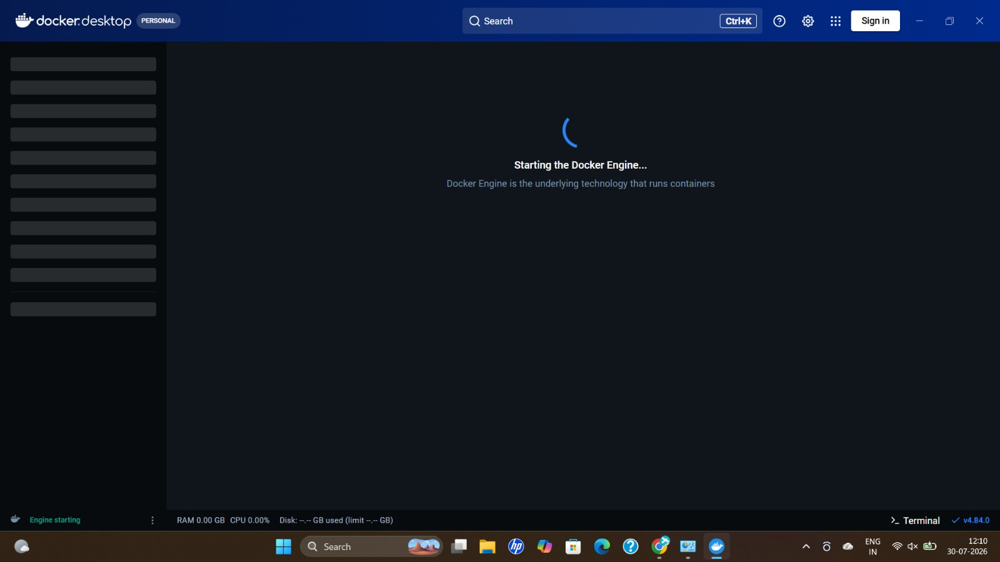 docker.desktop PERSONAL
Search Ctrl+K
Sign in
Starting the Docker Engine...
Docker Engine is the underlying technology that runs containers
Engine starting
RAM 0.00 GB CPU 0.00% Disk: --.-- GB used (limit --.-- GB)
Terminal
v4.84.0
Search
hp
ENG
IN
12:10
30-07-2026